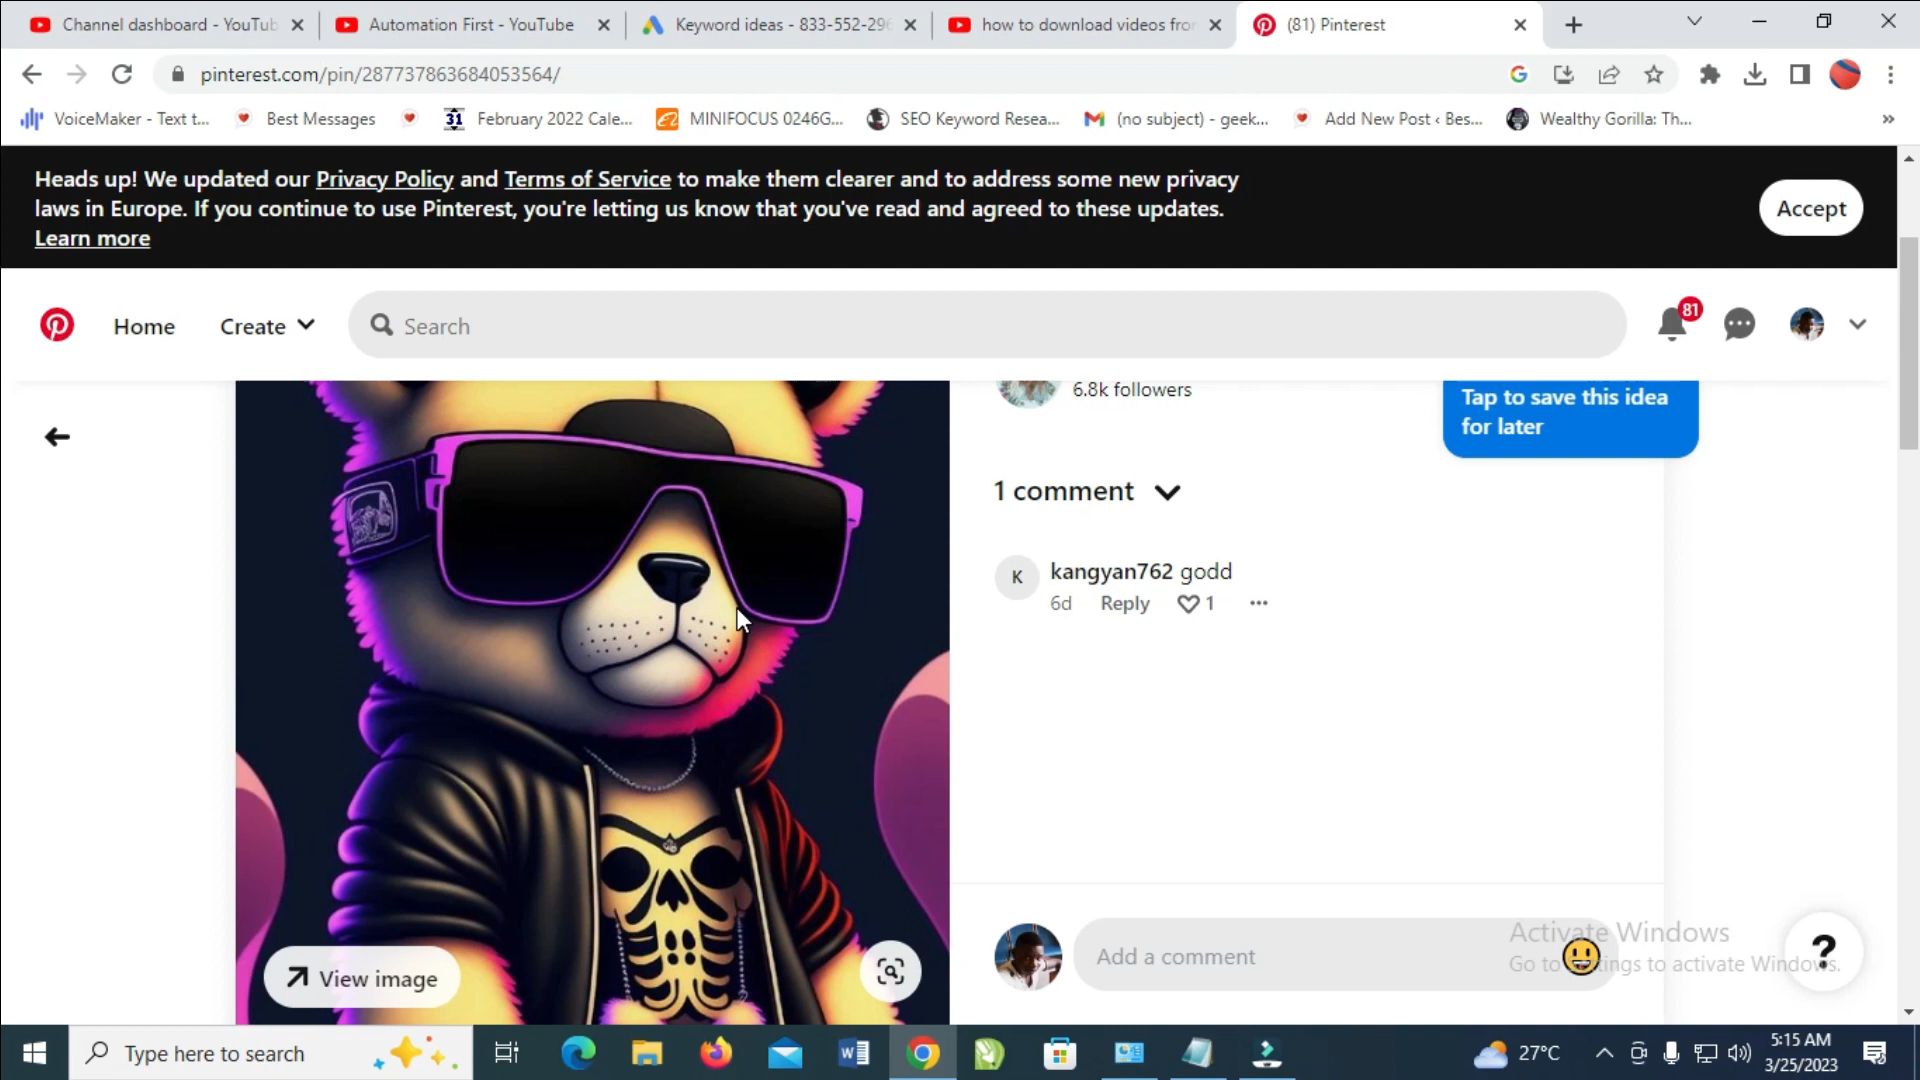 Channel dashboard - YouTub
Automation First - YouTube
Keyword ideas - 833-552-296
how to download videos from
(81) Pinterest
pinterest.com/pin/287737863684053564/
VoiceMaker - Text t...
Best Messages
31
February 2022 Cale...
MINIFOCUS 0246G...
SEO Keyword Resea...
(no subject) - geek...
Add New Post ‹ Bes...
Wealthy Gorilla: Th...
»
Heads up! We updated our Privacy Policy and Terms of Service to make them clearer and to address some new privacy
laws in Europe. If you continue to use Pinterest, you're letting us know that you've read and agreed to these updates.
Learn more
Accept
Home
Create
Search
81
6.8k followers
Tap to save this idea
for later
1 comment
K
kangyan762 godd
6d Reply 1 ...
View image
Add a comment
Activate Windows
Go to Settings to activate Windows.
?
Type here to search
27°C
5:15 AM
3/25/2023